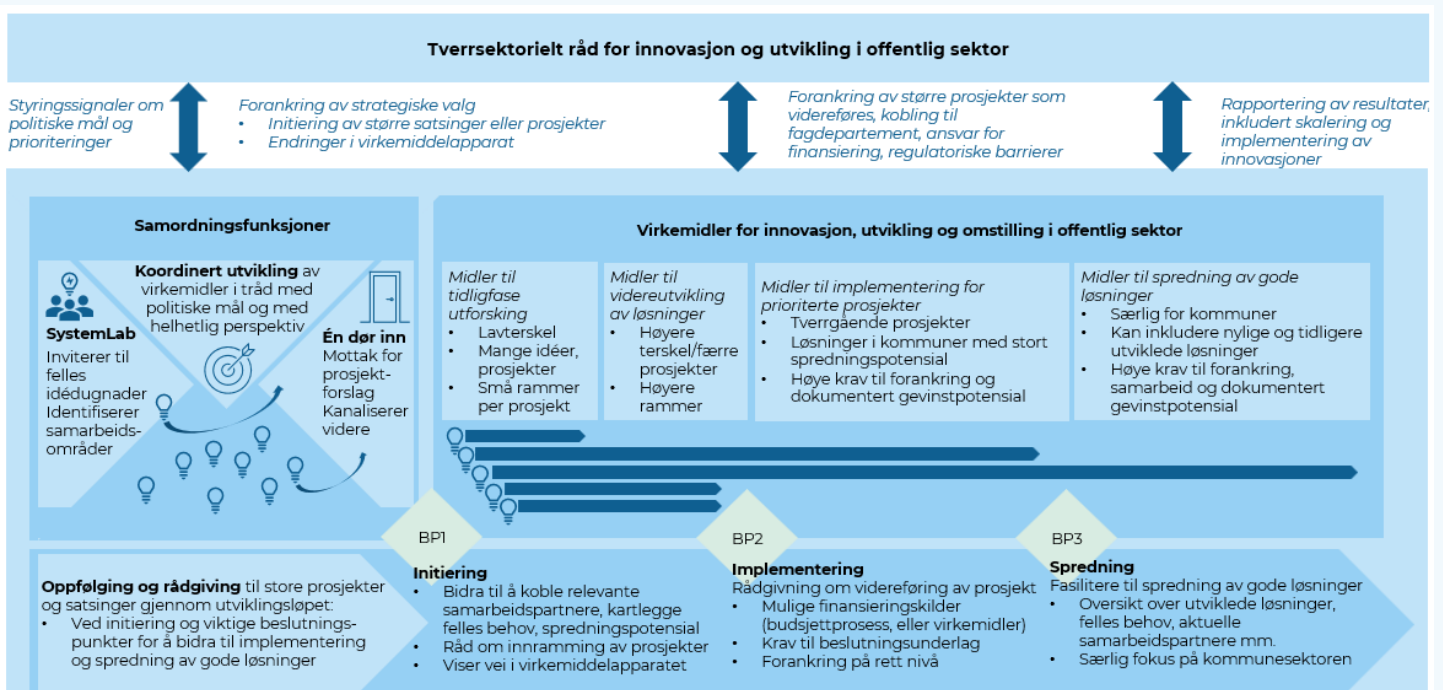 Tverrsektorielt råd for innovasjon og utvikling i offentlig sektor
Styringssignaler om
politiske mål og
prioriteringer
Forankring av strategiske valg
• Initiering av større satsinger eller prosjekter
• Endringer i virkemiddelapparat
Forankring av større prosjekter som
videreføres, kobling til
fagdepartement, ansvar for
finansiering, regulatoriske barrierer
Rapportering av resultater,
inkludert skalering og
implementering av
innovasjoner
Samordningsfunksjoner
Koordinert utvikling av
virkemidler i tråd med
politiske mål og med
helhetlig perspektiv
SystemLab
Inviterer til
felles
idédugnader
Identifiserer
samarbeids-
områder
Én dør inn
Mottak for
prosjekt-
forslag
Kanaliserer
videre
Virkemidler for innovasjon, utvikling og omstilling i offentlig sektor
Midler til
tidligfase
utforsking
• Lavterskel
• Mange idéer,
prosjekter
• Små rammer
per prosjekt
Midler til
videreutvikling
av løsninger
• Høyere
terskel/færre
prosjekter
• Høyere
rammer
Midler til implementering for
prioriterte prosjekter
• Tverrgående prosjekter
• Løsninger i kommuner med stort
spredningspotensial
• Høye krav til forankring og
dokumentert gevinstpotensial
Midler til spredning av gode
løsninger
• Særlig for kommuner
• Kan inkludere nylige og tidligere
utviklede løsninger
• Høye krav til forankring,
samarbeid og dokumentert
gevinstpotensial
BP1
BP2
BP3
Oppfølging og rådgiving til store prosjekter
og satsinger gjennom utviklingsløpet:
• Ved initiering og viktige beslutnings-
punkter for å bidra til implementering
og spredning av gode løsninger
Initiering
• Bidra til å koble relevante
samarbeidspartnere, kartlegge
felles behov, spredningspotensial
• Råd om innramming av prosjekter
• Viser vei i virkemiddelapparatet
Implementering
Rådgivning om videreføring av prosjekt
• Mulige finansieringskilder
(budsjettprosess, eller virkemidler)
• Krav til beslutningsunderlag
• Forankring på rett nivå
Spredning
Fasilitere til spredning av gode løsninger
• Oversikt over utviklede løsninger,
felles behov, aktuelle
samarbeidspartnere mm.
• Særlig fokus på kommunesektoren